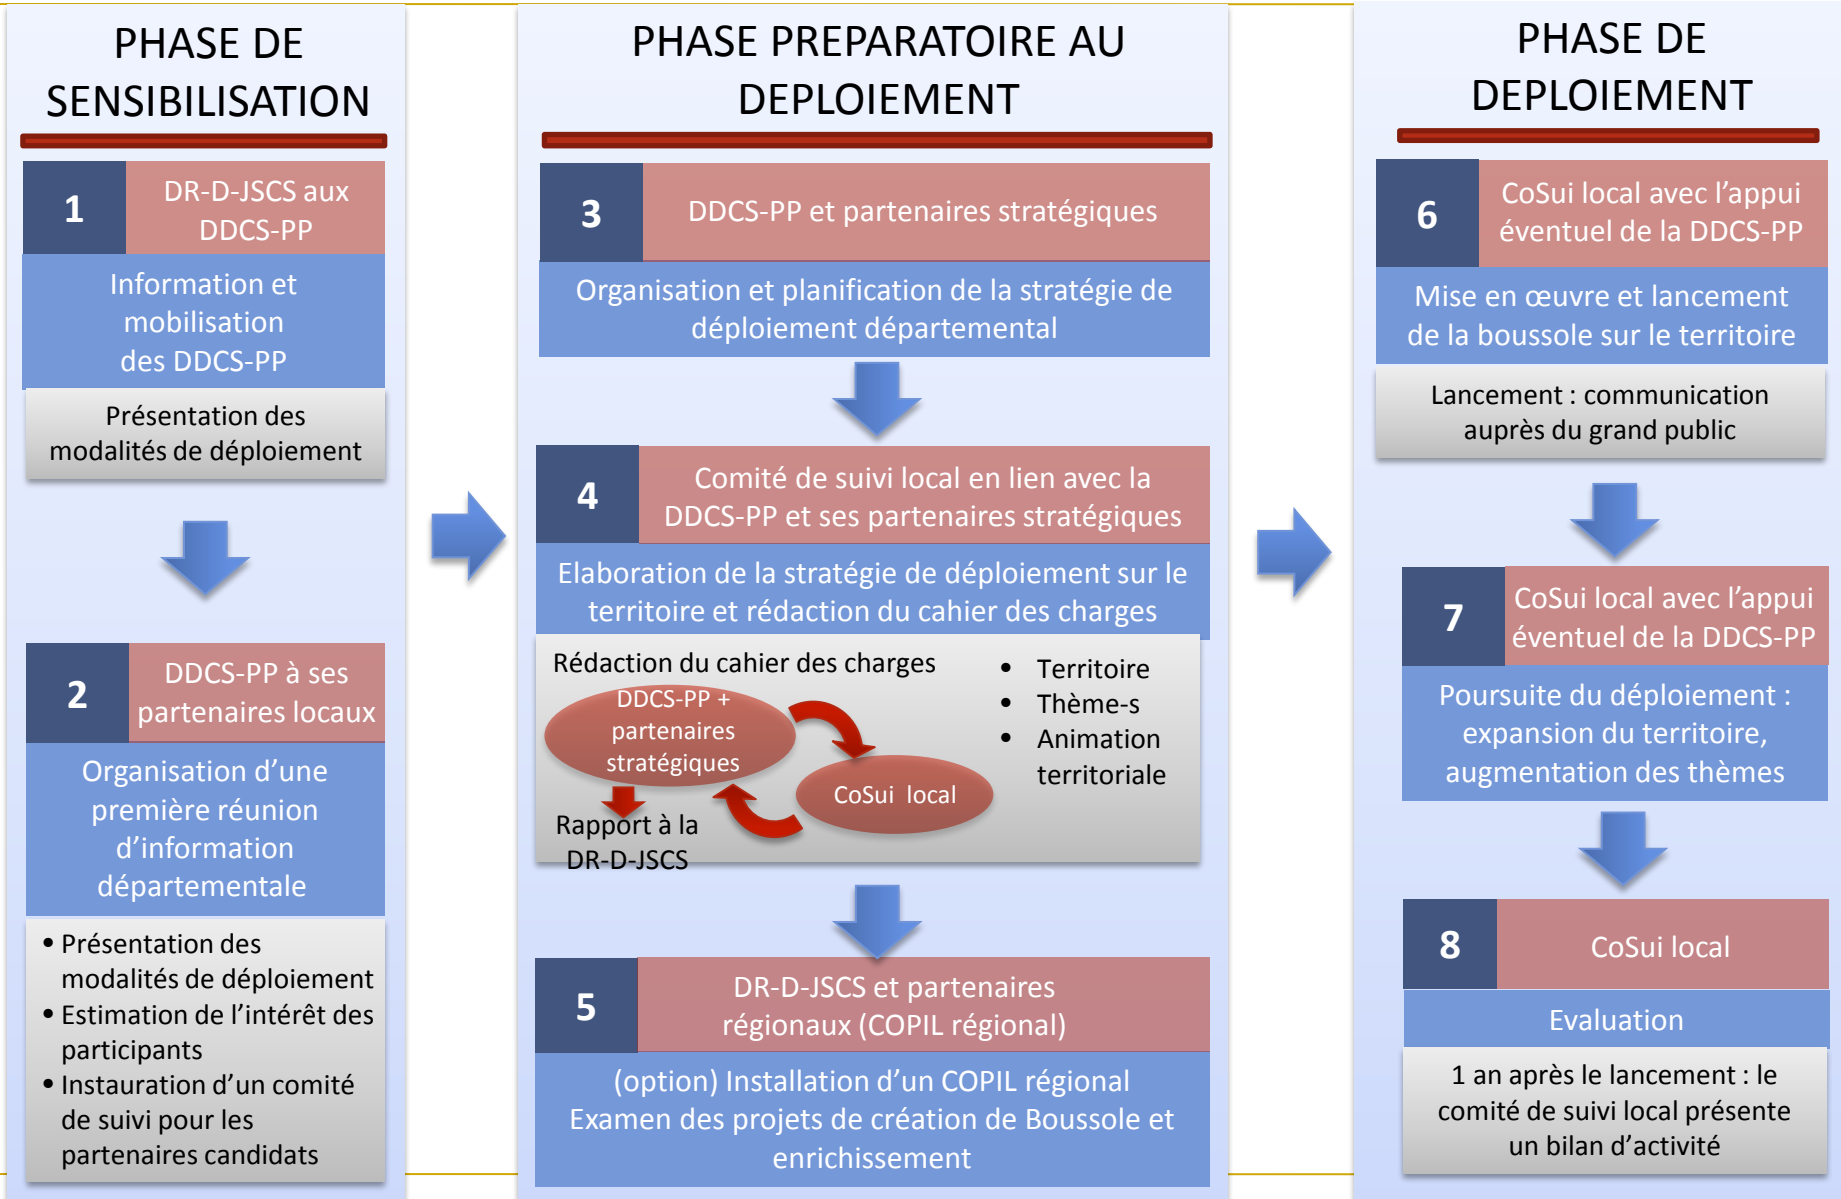 PHASE DE
SENSIBILISATION
1
DR-D-JSCS aux
DDCS-PP
Information et
mobilisation
des DDCS-PP
Présentation des
modalités de déploiement
2
DDCS-PP à ses
partenaires locaux
Organisation d’une
première réunion
d’information
départementale
• Présentation des
modalités de déploiement
• Estimation de l’intérêt des
participants
• Instauration d’un comité
de suivi pour les
partenaires candidats
PHASE PREPARATOIRE AU
DEPLOIEMENT
3
DDCS-PP et partenaires stratégiques
Organisation et planification de la stratégie de
déploiement départemental
4
Comité de suivi local en lien avec la
DDCS-PP et ses partenaires stratégiques
Elaboration de la stratégie de déploiement sur le
territoire et rédaction du cahier des charges
Rédaction du cahier des charges
DDCS-PP +
partenaires
stratégiques
CoSui local
Rapport à la
DR-D-JSCS
• Territoire
• Thème-s
• Animation
territoriale
5
DR-D-JSCS et partenaires
régionaux (COPIL régional)
(option) Installation d’un COPIL régional
Examen des projets de création de Boussole et
enrichissement
PHASE DE
DEPLOIEMENT
6
CoSui local avec l’appui
éventuel de la DDCS-PP
Mise en œuvre et lancement
de la boussole sur le territoire
Lancement : communication
auprès du grand public
7
CoSui local avec l’appui
éventuel de la DDCS-PP
Poursuite du déploiement :
expansion du territoire,
augmentation des thèmes
8
CoSui local
Evaluation
1 an après le lancement : le
comité de suivi local présente
un bilan d’activité